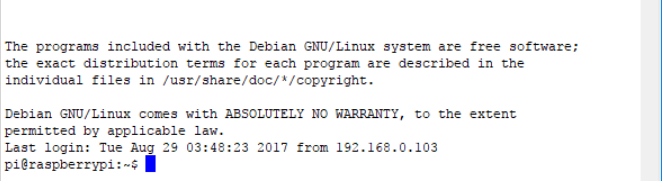 The programs included with the Debian GNU/Linux system are free software;
the exact distribution terms for each program are described in the
individual files in /usr/share/doc/*/copyright.
Debian GNU/Linux comes with ABSOLUTELY NO WARRANTY, to the extent
permitted by applicable law.
Last login: Tue Aug 29 03:48:23 2017 from 192.168.0.103
pi@raspberrypi:~$